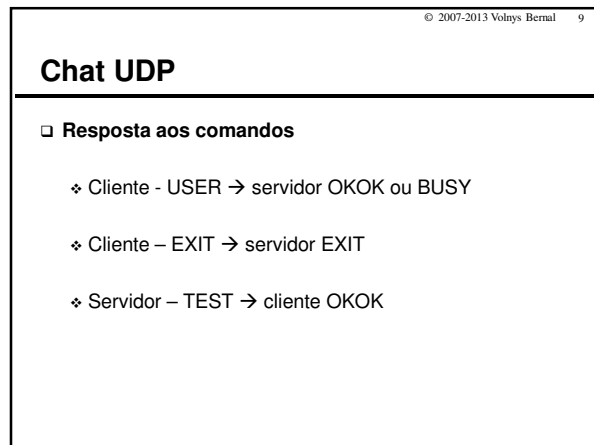 © 2007-2013 Volnys Bernal 9
Chat UDP
❑ Resposta aos comandos
❖ Cliente - USER → servidor OKOK ou BUSY
❖ Cliente – EXIT → servidor EXIT
❖ Servidor – TEST → cliente OKOK